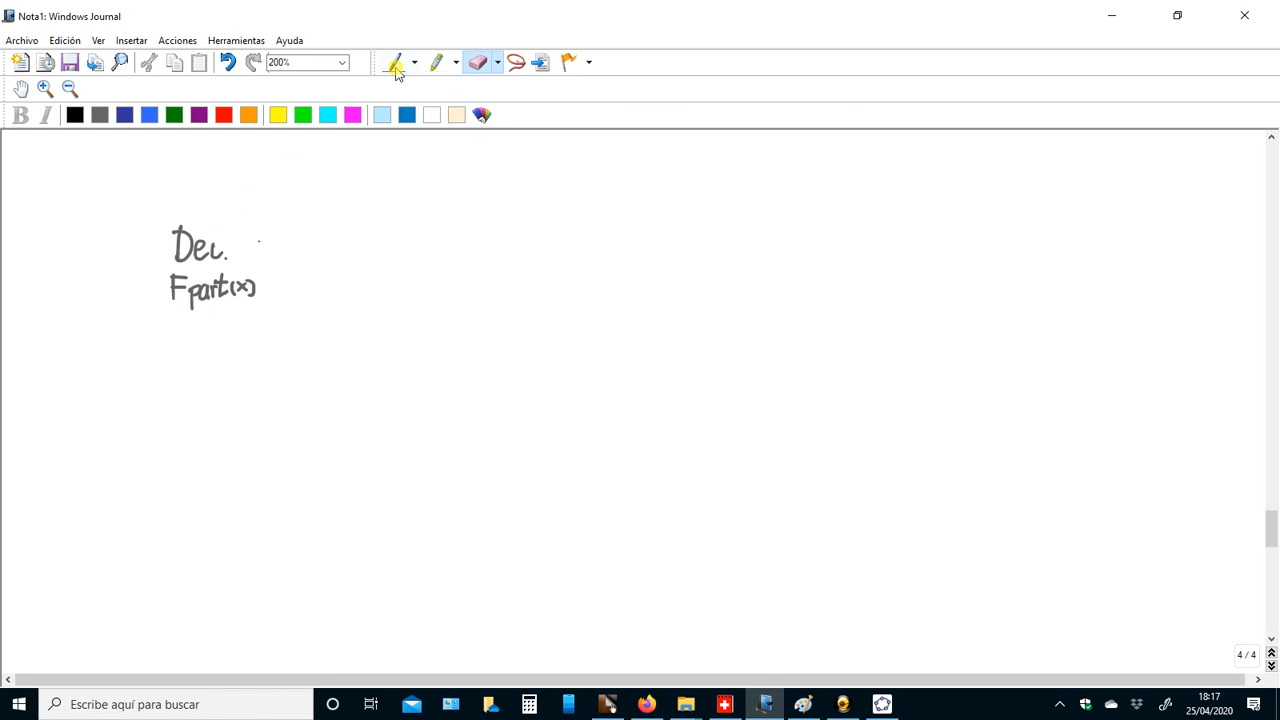 Nota1: Windows Journal
Archivo Edición Ver Insertar Acciones Herramientas Ayuda
200%
B I
Dec.
Fpart(x)
4 / 4
Escribe aquí para buscar
18:17
25/04/2020